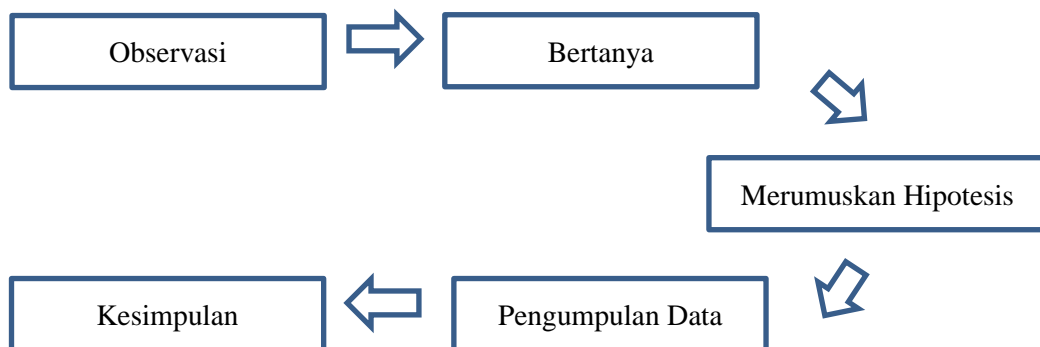 Observasi
Bertanya
Merumuskan Hipotesis
Pengumpulan Data
Kesimpulan